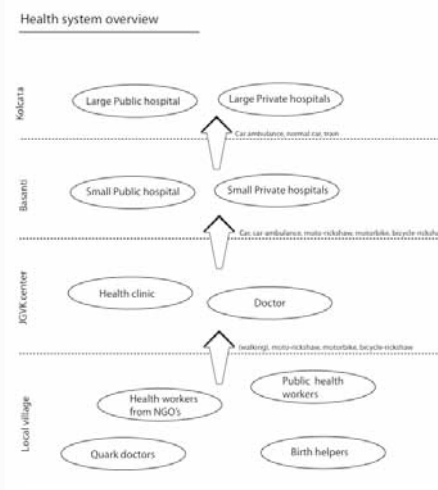 Health system overview
Kolcata
Large Public hospital
Large Private hospitals
Car ambulance, normal car, train
Basanti
Small Public hospital
Small Private hospitals
Car, car ambulance, moto-rickshaw, motorbike, bicycle-ricksha
JGVK center
Health clinic
Doctor
(walking), moto-rickshaw, motorbike, bicycle-rickshaw
Local village
Public health
workers
Health workers
from NGO's
Quark doctors
Birth helpers